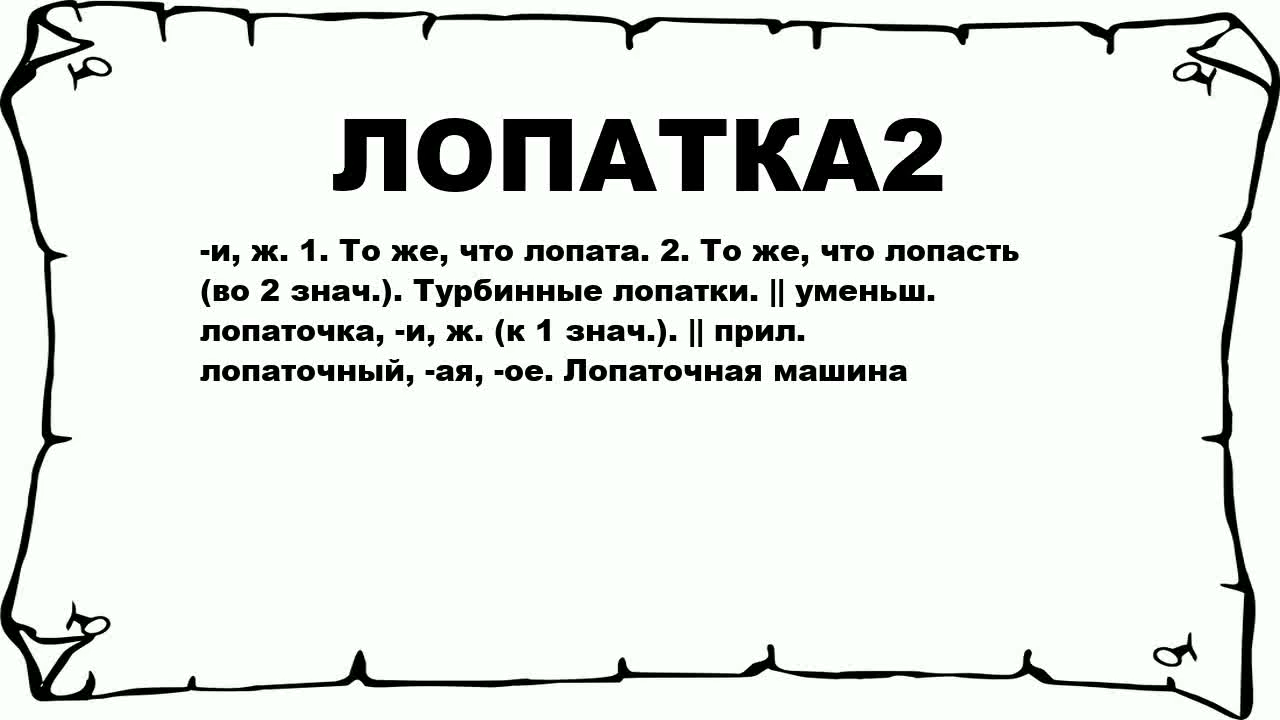 ЛОПАТКА2
-и, ж. 1. То же, что лопата. 2. То же, что лопасть
(во 2 знач.). Турбинные лопатки. || уменьш.
лопаточка, -и, ж. (к 1 знач.). || прил.
лопаточный, -ая, -ое. Лопаточная машина